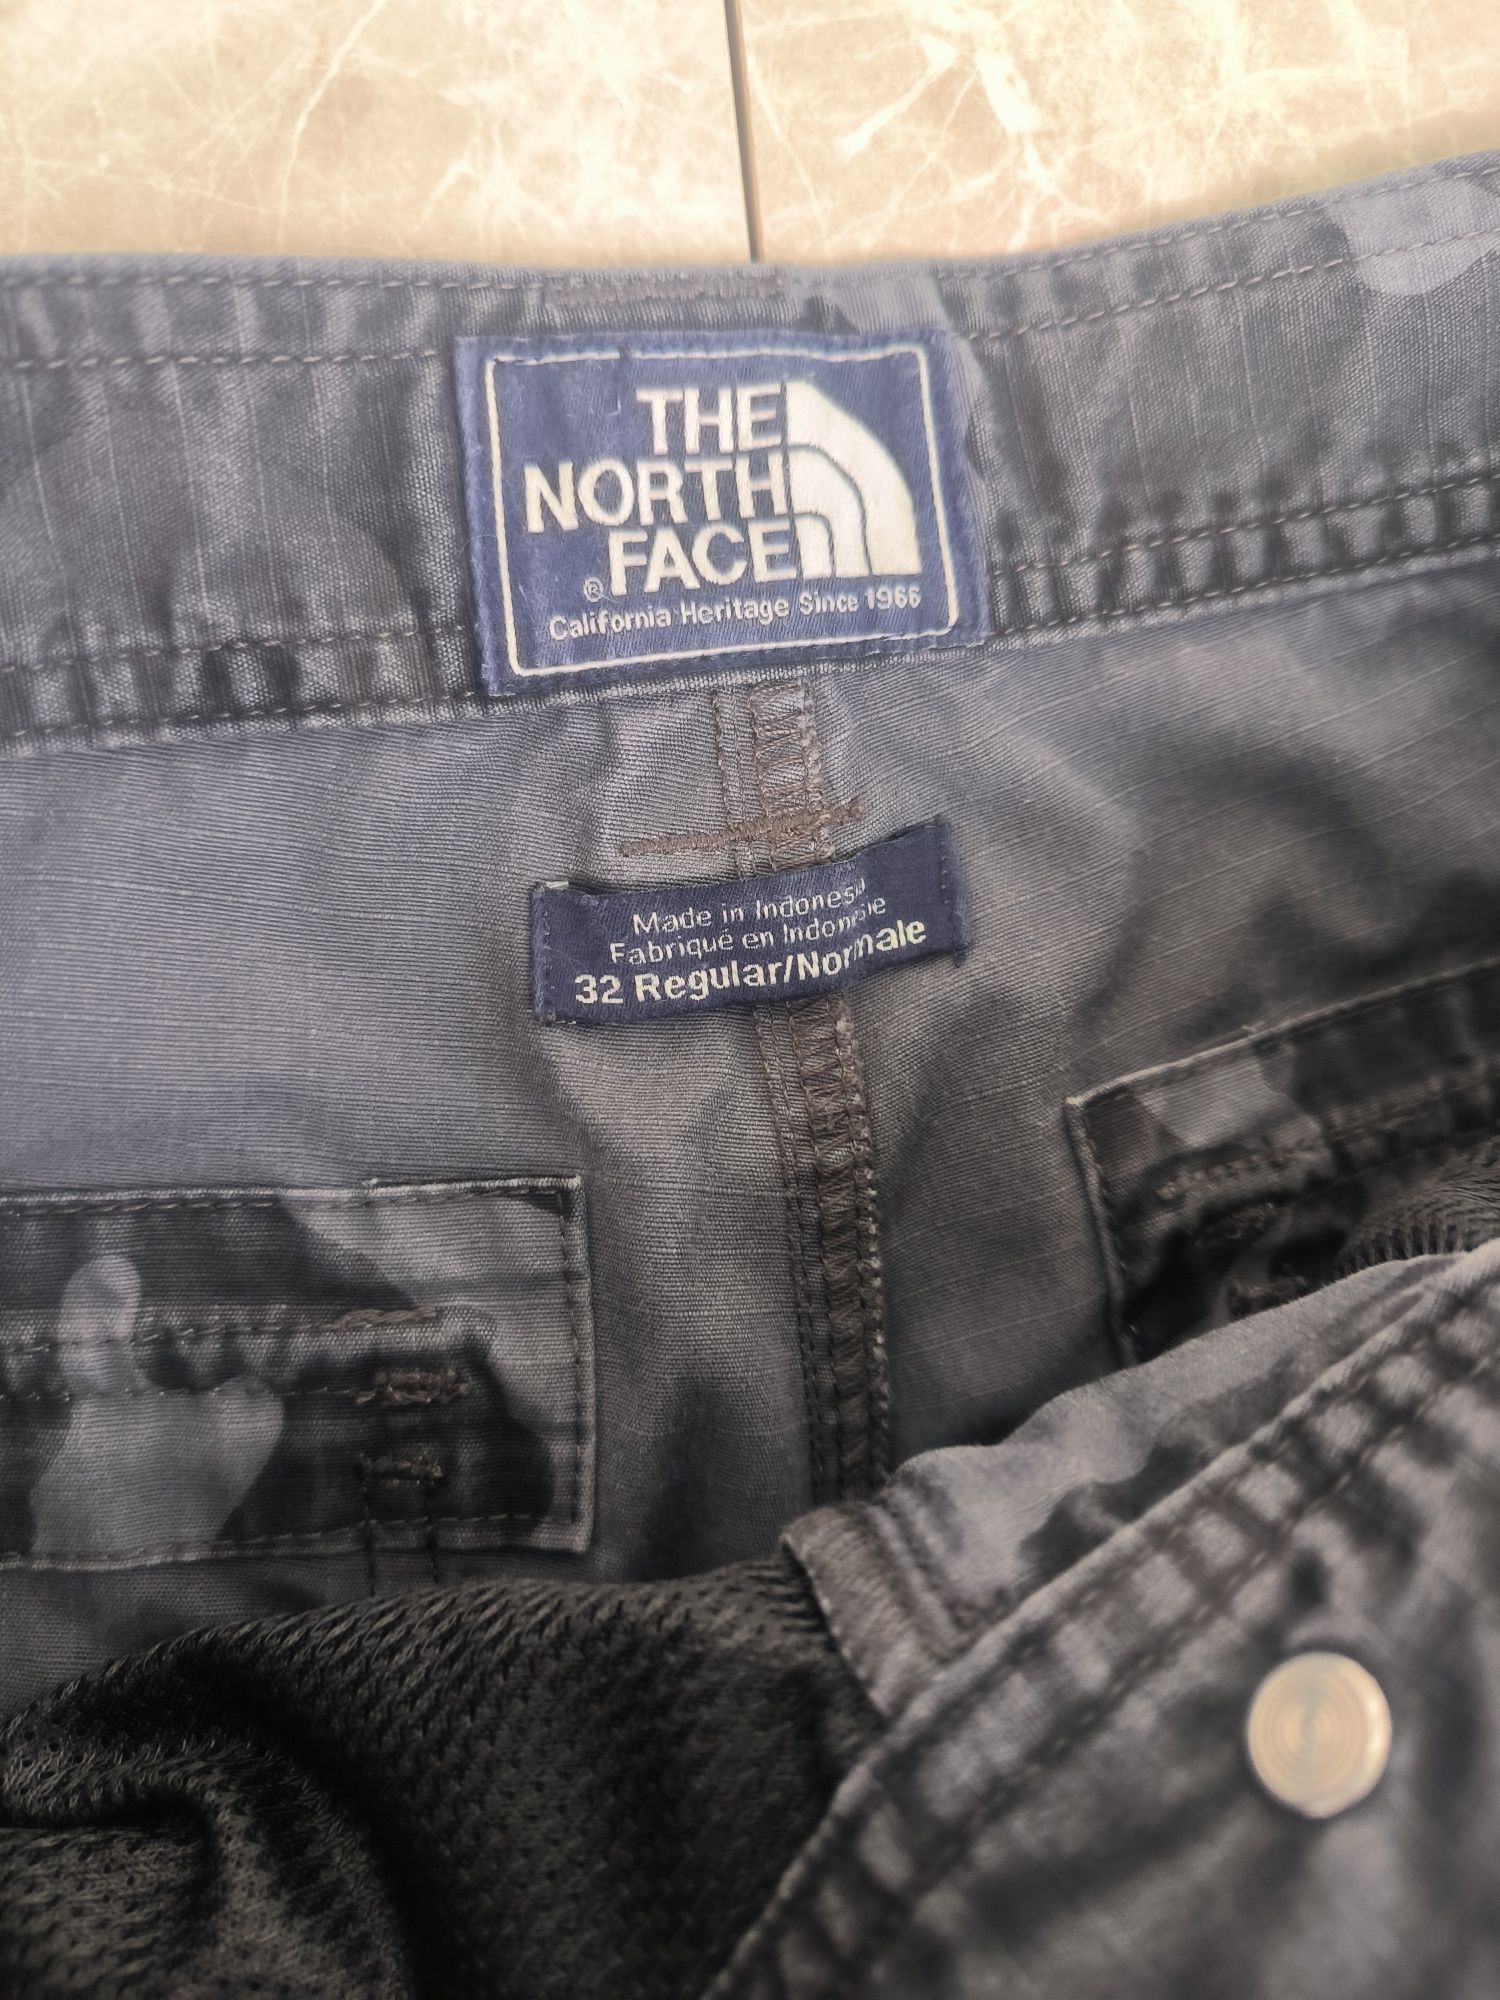 THE
NORTH
FACE
®
California Heritage Since 1966
Made in Indonesia
Fabriqué en Indonésie
32 Regular/Normale